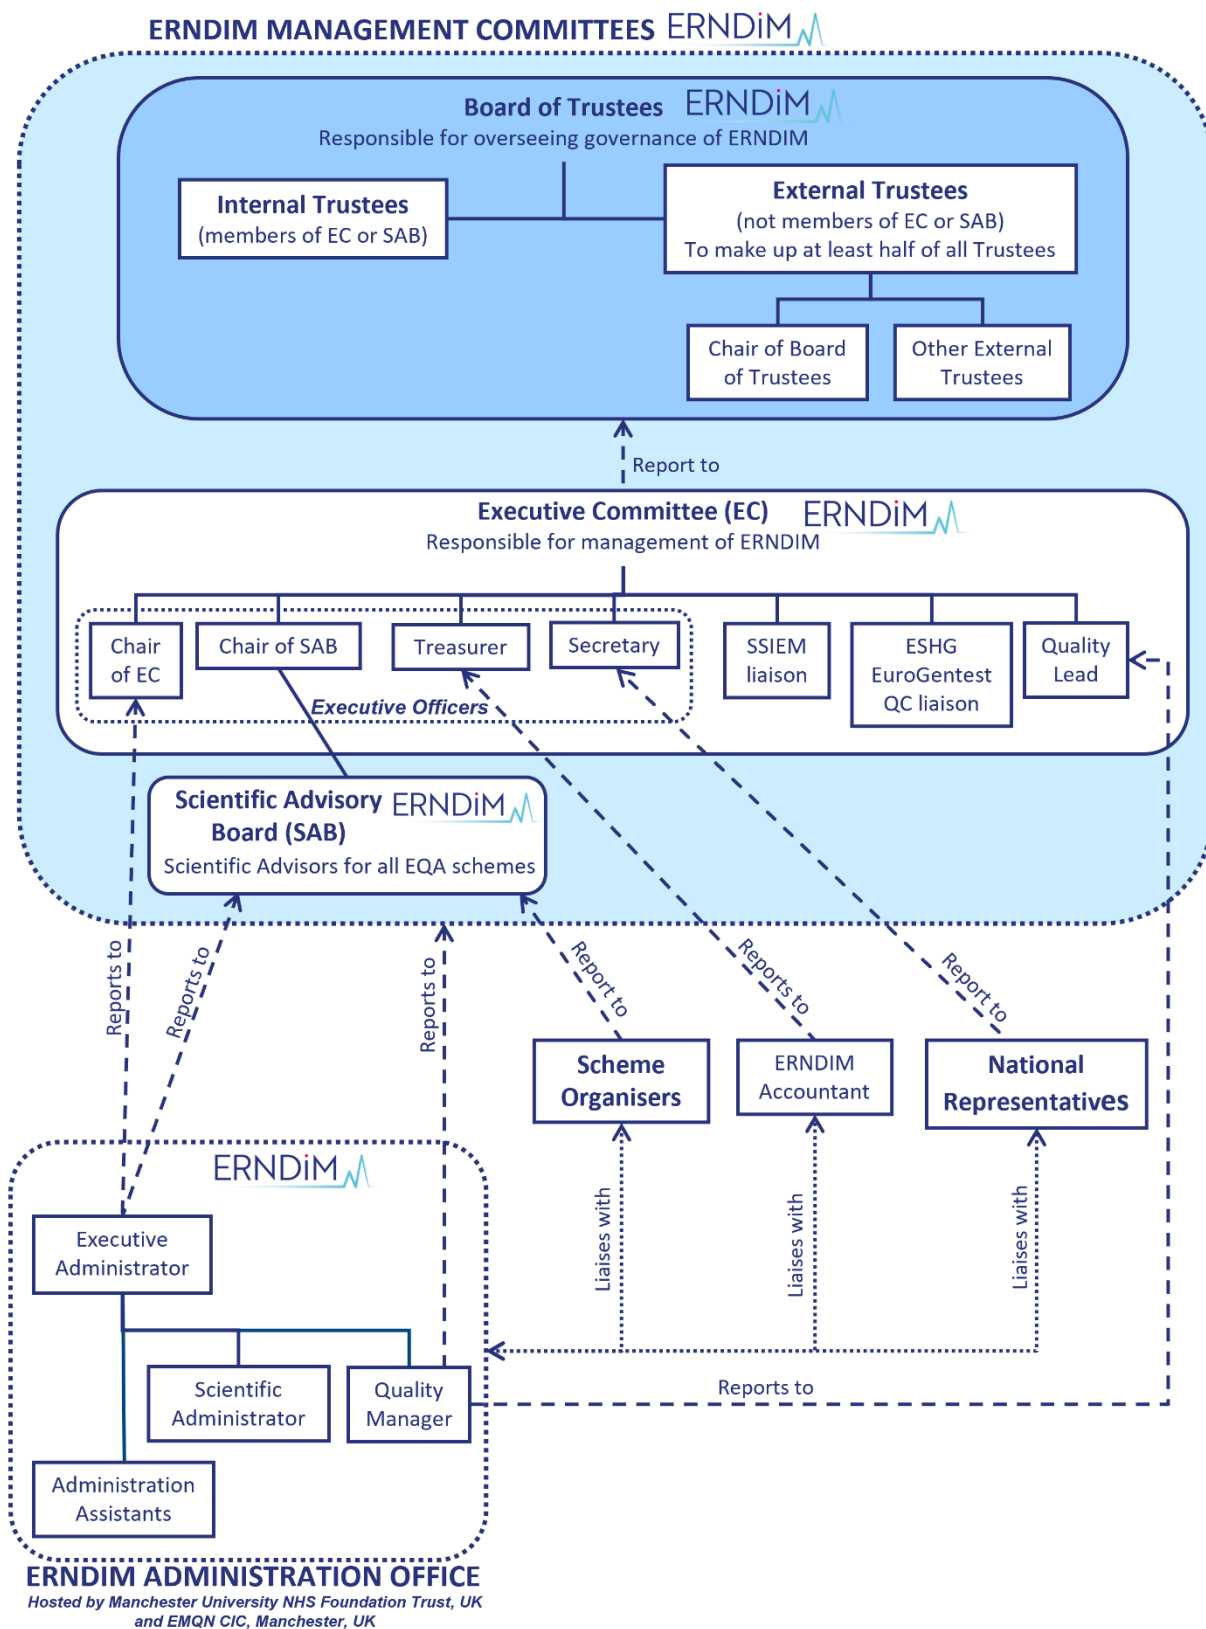 ERNDIM MANAGEMENT COMMITTEES ERNDiM
Board of Trustees ERNDiM
Responsible for overseeing governance of ERNDIM
Internal Trustees
(members of EC or SAB)
External Trustees
(not members of EC or SAB)
To make up at least half of all Trustees
Chair of Board
of Trustees
Other External
Trustees
Report to
Executive Committee (EC) ERNDiM
Responsible for management of ERNDIM
Chair
of EC
Chair of SAB
Treasurer
Secretary
Executive Officers
SSIEM
liaison
ESHG
EuroGentest
QC liaison
Quality
Lead
Scientific Advisory
Board (SAB)
ERNDiM
Scientific Advisors for all EQA schemes
Reports to
Reports to
Reports to
Report to
Reports to
Report to
Scheme
Organisers
ERNDIM
Accountant
National
Representatives
Liaises with
Liaises with
Liaises with
ERNDiM
Executive
Administrator
Scientific
Administrator
Quality
Manager
Reports to
Administration
Assistants
ERNDIM ADMINISTRATION OFFICE
Hosted by Manchester University NHS Foundation Trust, UK
and EMQN CIC, Manchester, UK